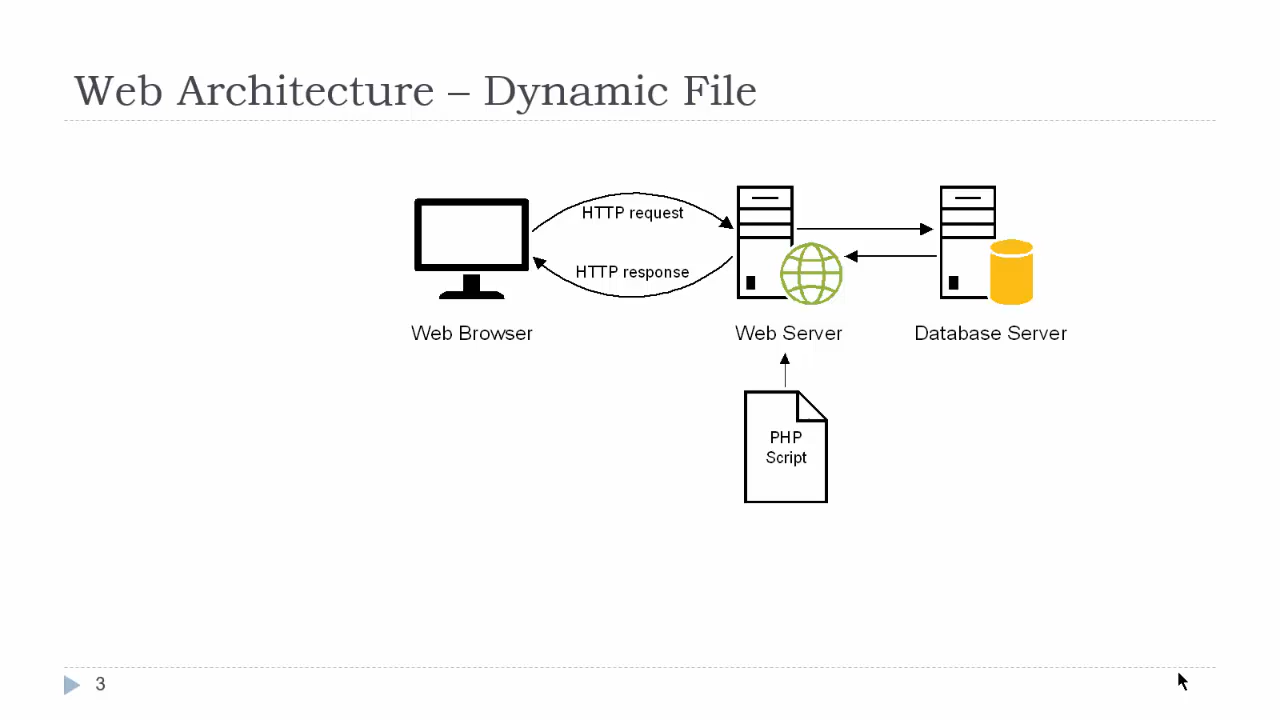 Web Architecture – Dynamic File
HTTP request
HTTP response
Web Browser
Web Server
Database Server
PHP
Script
3